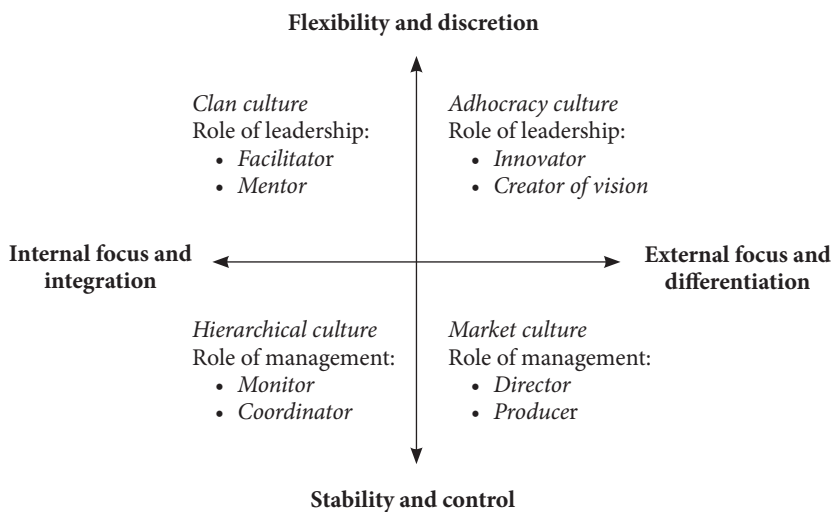 Flexibility and discretion
Clan culture
Role of leadership:
• Facilitator
• Mentor
Adhocracy culture
Role of leadership:
• Innovator
• Creator of vision
Internal focus and
integration
External focus and
differentiation
Hierarchical culture
Role of management:
• Monitor
• Coordinator
Market culture
Role of management:
• Director
• Producer
Stability and control